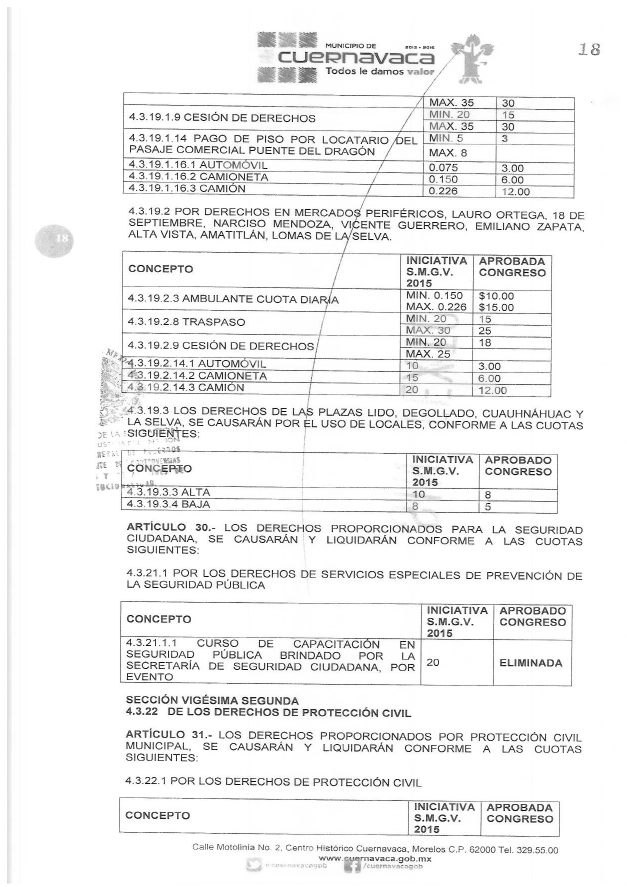 MUNICIPIO DE 2013 - 2015
CUERNAVACA
Todos le damos valor
18
MAX. 35 30
4.3.19.1.9 CESIÓN DE DERECHOS MIN. 20 15
MAX. 35 30
4.3.19.1.14 PAGO DE PISO POR LOCATARIO DEL MIN. 5 3
PASAJE COMERCIAL PUENTE DEL DRAGÓN MAX. 8
4.3.19.1.16.1 AUTOMÓVIL 0.075 3.00
4.3.19.1.16.2 CAMIONETA 0.150 6.00
4.3.19.1.16.3 CAMIÓN 0.226 12.00
4.3.19.2 POR DERECHOS EN MERCADOS PERIFÉRICOS, LAURO ORTEGA, 18 DE
SEPTIEMBRE, NARCISO MENDOZA, VICENTE GUERRERO, EMILIANO ZAPATA,
ALTA VISTA, AMATITLÁN, LOMAS DE LA SELVA.
18
CONCEPTO INICIATIVA S.M.G.V. 2015 APROBADA CONGRESO
4.3.19.2.3 AMBULANTE CUOTA DIARIA MIN. 0.150 $10.00
MAX. 0.226 $15.00
4.3.19.2.8 TRASPASO MIN. 20 15
MAX. 30 25
4.3.19.2.9 CESIÓN DE DERECHOS MIN. 20 18
MAX. 25
4.3.19.2.14.1 AUTOMÓVIL 10 3.00
4.3.19.2.14.2 CAMIONETA 15 6.00
4.3.19.2.14.3 CAMIÓN 20 12.00
4.3.19.3 LOS DERECHOS DE LAS PLAZAS LIDO, DEGOLLADO, CUAUHNÁHUAC Y
LA SELVA, SE CAUSARÁN POR EL USO DE LOCALES, CONFORME A LAS CUOTAS
SIGUIENTES:
CONCEPTO INICIATIVA S.M.G.V. 2015 APROBADO CONGRESO
4.3.19.3.3 ALTA 10 8
4.3.19.3.4 BAJA 8 5
ARTÍCULO 30.- LOS DERECHOS PROPORCIONADOS PARA LA SEGURIDAD
CIUDADANA, SE CAUSARÁN Y LIQUIDARÁN CONFORME A LAS CUOTAS
SIGUIENTES:
4.3.21.1 POR LOS DERECHOS DE SERVICIOS ESPECIALES DE PREVENCIÓN DE
LA SEGURIDAD PÚBLICA
CONCEPTO INICIATIVA S.M.G.V. 2015 APROBADO CONGRESO
4.3.21.1.1 CURSO DE CAPACITACIÓN EN
SEGURIDAD PÚBLICA BRINDADO POR LA
SECRETARÍA DE SEGURIDAD CIUDADANA, POR 20 ELIMINADA
EVENTO
SECCIÓN VIGÉSIMA SEGUNDA
4.3.22 DE LOS DERECHOS DE PROTECCIÓN CIVIL
ARTÍCULO 31.- LOS DERECHOS PROPORCIONADOS POR PROTECCIÓN CIVIL
MUNICIPAL, SE CAUSARÁN Y LIQUIDARÁN CONFORME A LAS CUOTAS
SIGUIENTES:
4.3.22.1 POR LOS DERECHOS DE PROTECCIÓN CIVIL
CONCEPTO INICIATIVA S.M.G.V. 2015 APROBADO CONGRESO
Calle Motolinía No. 2, Centro Histórico Cuernavaca, Morelos C.P. 62000 Tel. 329.55.00
www.cuernavaca.gob.mx
/cuernavacagob